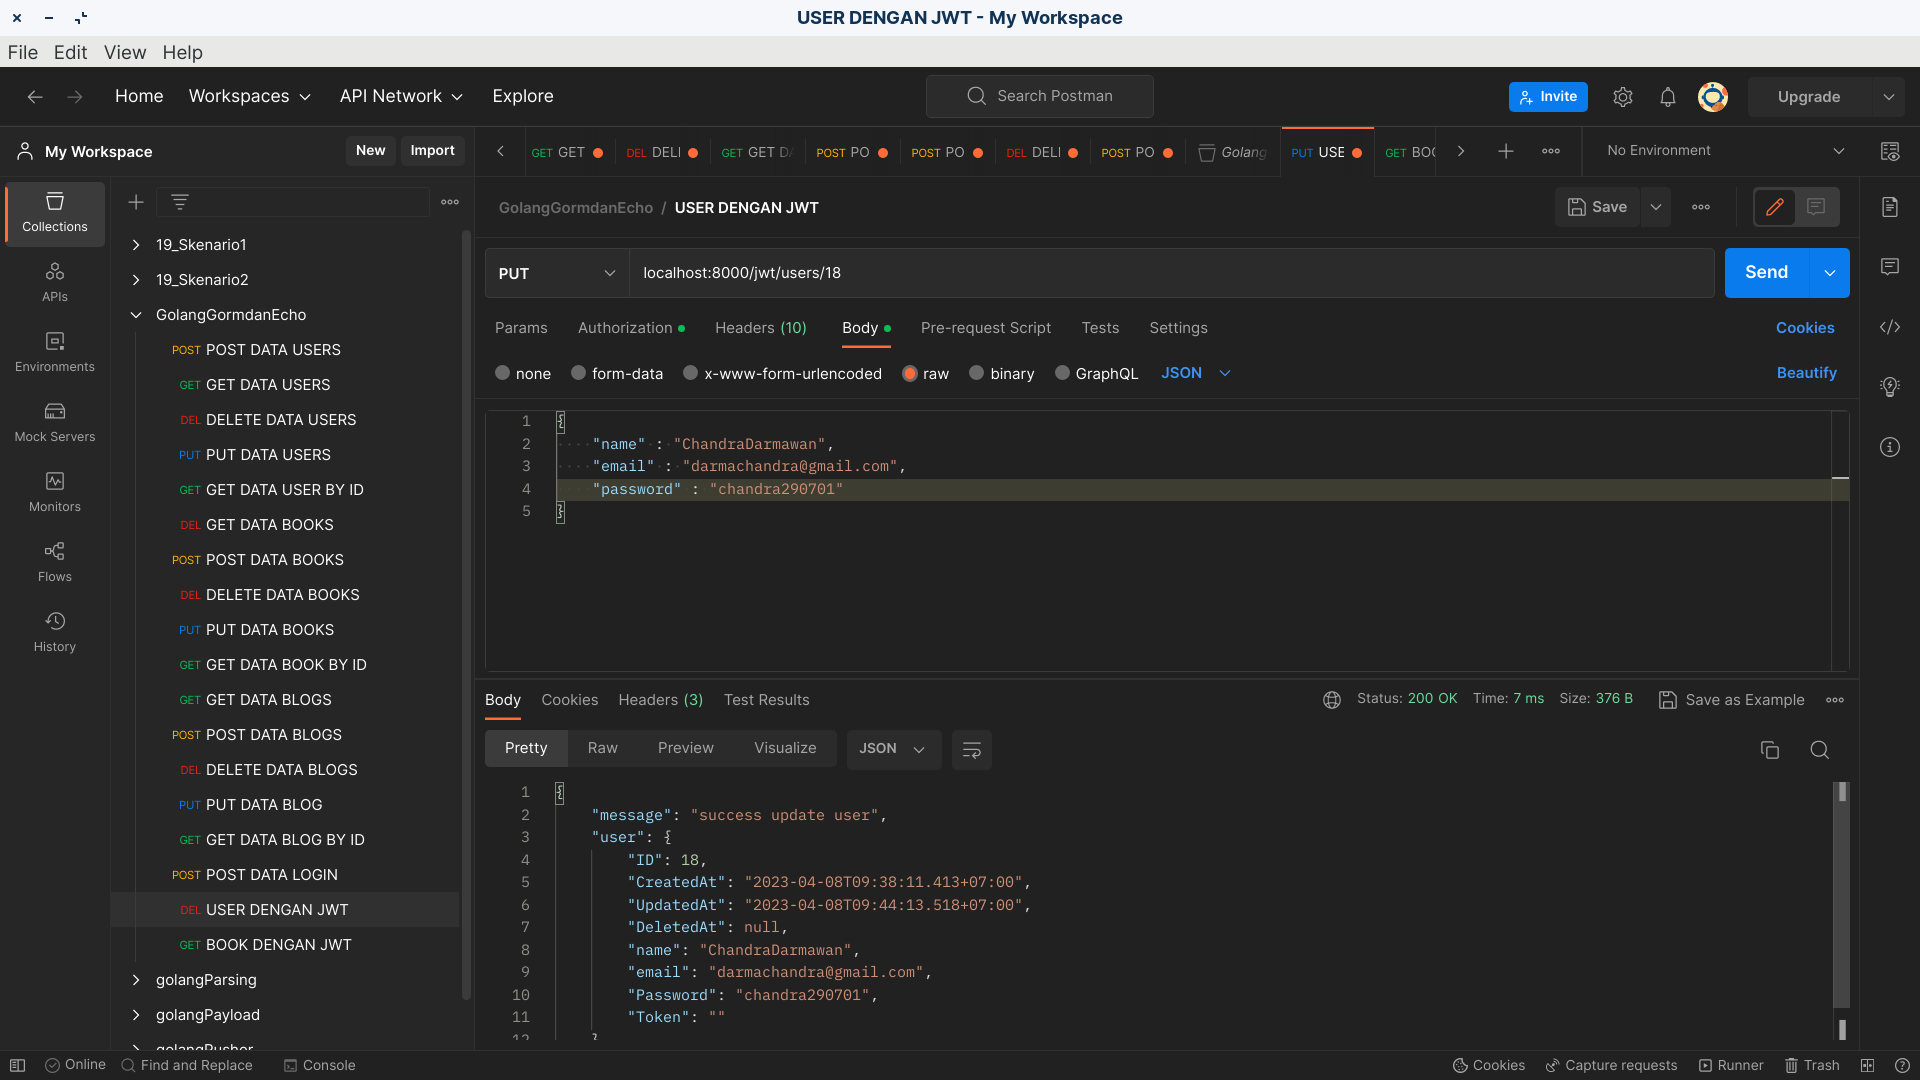 USER DENGAN JWT - My Workspace
File Edit View Help
Home Workspaces API Network Explore
Search Postman
Invite
Upgrade
My Workspace
New Import
GET GET
DEL DELI
GET GET DA
POST PO
POST PO
DEL DELI
POST PO
Golang
PUT USE
GET BOO
No Environment
Collections
APIs
Environments
Mock Servers
Monitors
Flows
History
19_Skenario1
19_Skenario2
GolangGormdanEcho
POST POST DATA USERS
GET GET DATA USERS
DEL DELETE DATA USERS
PUT PUT DATA USERS
GET GET DATA USER BY ID
DEL GET DATA BOOKS
POST POST DATA BOOKS
DEL DELETE DATA BOOKS
PUT PUT DATA BOOKS
GET GET DATA BOOK BY ID
GET GET DATA BLOGS
POST POST DATA BLOGS
DEL DELETE DATA BLOGS
PUT PUT DATA BLOG
GET GET DATA BLOG BY ID
POST POST DATA LOGIN
DEL USER DENGAN JWT
GET BOOK DENGAN JWT
golangParsing
golangPayload
golangPusher
GolangGormdanEcho / USER DENGAN JWT
Save
PUT localhost:8000/jwt/users/18
Send
Params Authorization Headers (10) Body Pre-request Script Tests Settings
Cookies
none form-data x-www-form-urlencoded raw binary GraphQL JSON
Beautify
1 {
2 "name" : "ChandraDarmawan",
3 "email" : "darmachandra@gmail.com",
4 "password" : "chandra290701"
5 }
Body Cookies Headers (3) Test Results
Status: 200 OK Time: 7 ms Size: 376 B Save as Example
Pretty Raw Preview Visualize JSON
1 {
2 "message": "success update user",
3 "user": {
4 "ID": 18,
5 "CreatedAt": "2023-04-08T09:38:11.413+07:00",
6 "UpdatedAt": "2023-04-08T09:44:13.518+07:00",
7 "DeletedAt": null,
8 "name": "ChandraDarmawan",
9 "email": "darmachandra@gmail.com",
10 "Password": "chandra290701",
11 "Token": ""
12 }
Online Find and Replace Console
Cookies Capture requests Runner Trash